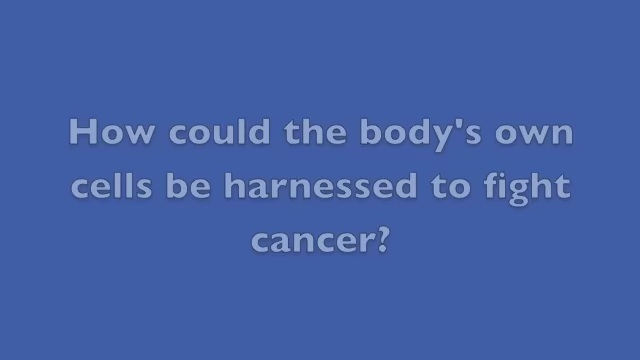 How could the body's own
cells be harnessed to fight
cancer?